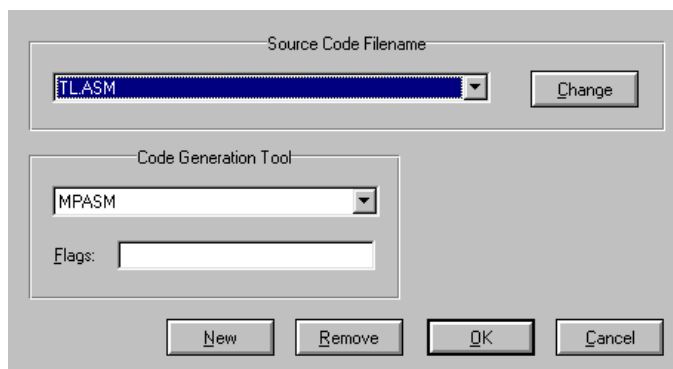 Source Code Filename
TL.ASM
Change
Code Generation Tool
MPASM
Flags:
New Remove OK Cancel